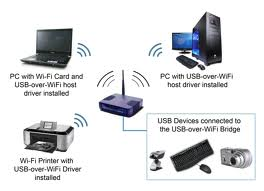 PC with Wi-Fi Card and
USB-over-WiFi host
driver installed
PC with USB-over-WiFi
host driver installed
USB Devices connected to
the USB-over-WiFi Bridge
Wi-Fi Printer with
USB-over-WiFi Driver
installed